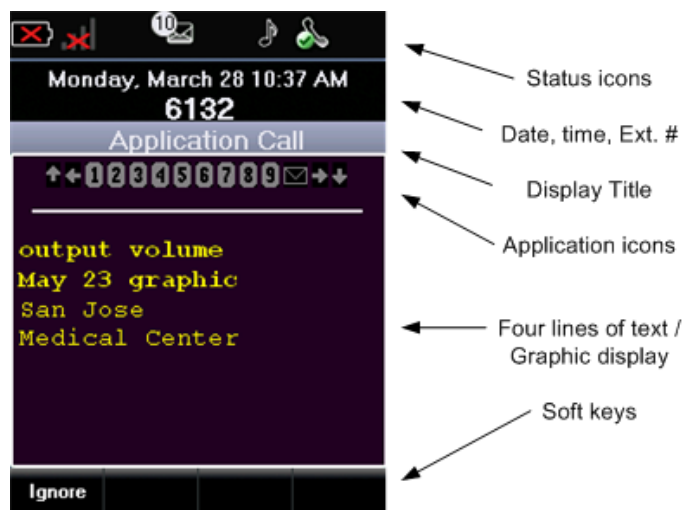 10
Monday, March 28 10:37 AM
6132
Application Call
1 2 3 4 5 6 7 8 9
output volume
May 23 graphic
San Jose
Medical Center
Ignore
Status icons
Date, time, Ext. #
Display Title
Application icons
Four lines of text /
Graphic display
Soft keys